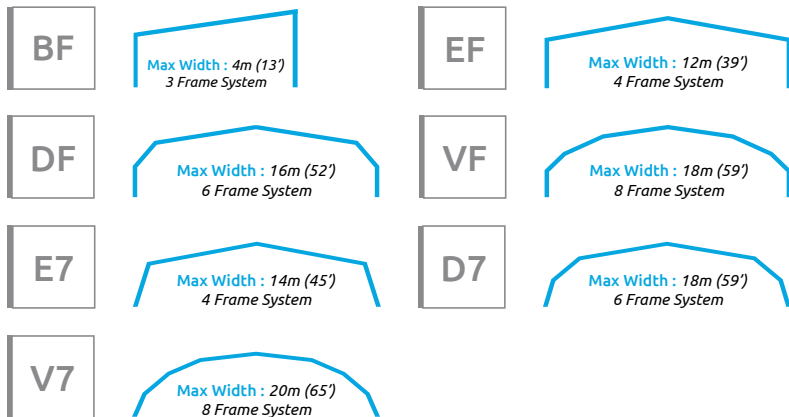 BF
Max Width : 4m (13’)
3 Frame System
EF
Max Width : 12m (39’)
4 Frame System
DF
Max Width : 16m (52’)
6 Frame System
VF
Max Width : 18m (59’)
8 Frame System
E7
Max Width : 14m (45’)
4 Frame System
D7
Max Width : 18m (59’)
6 Frame System
V7
Max Width : 20m (65’)
8 Frame System